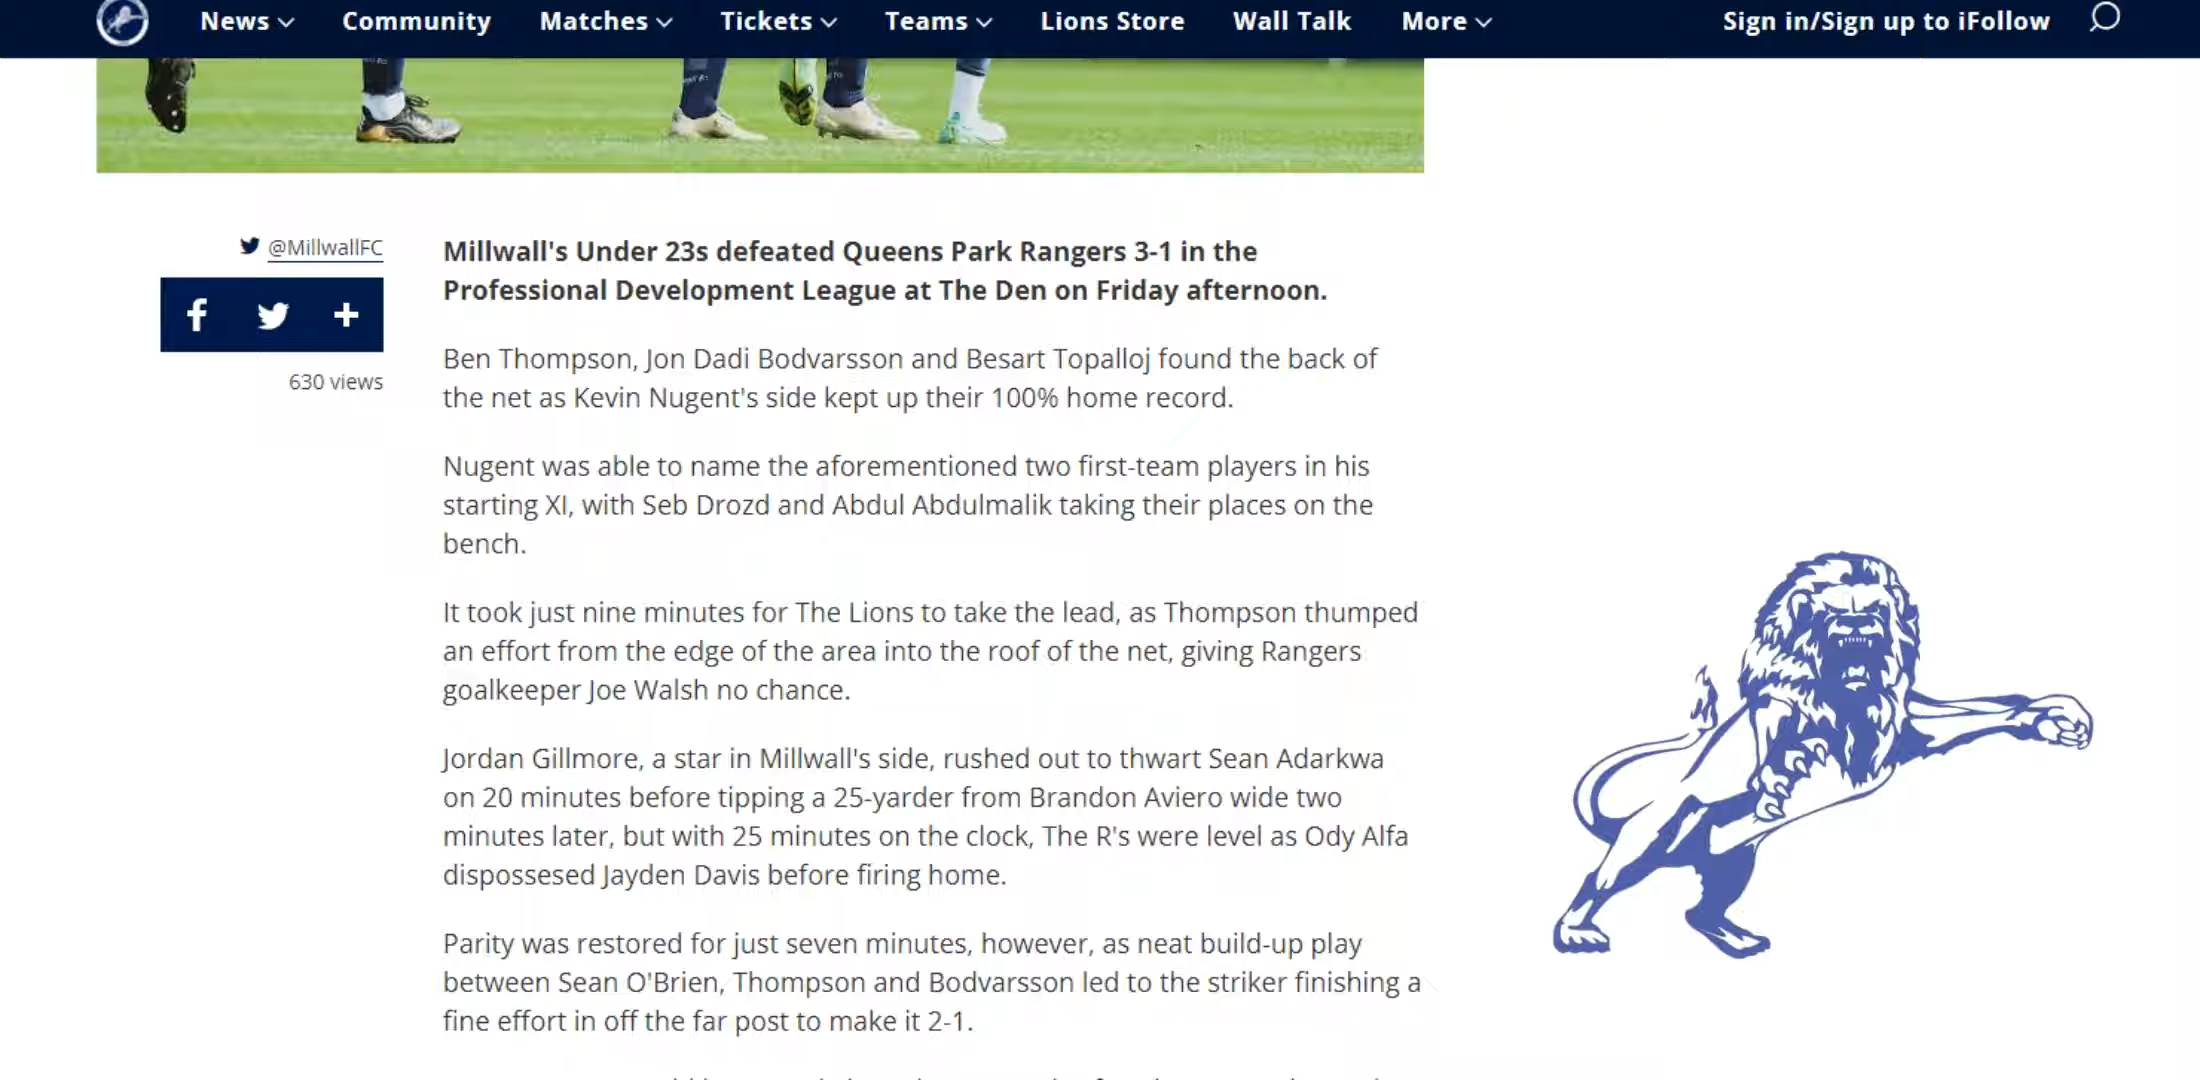 News Community Matches Tickets Teams Lions Store Wall Talk More Sign in/Sign up to iFollow
@MillwallFC
630 views
Millwall's Under 23s defeated Queens Park Rangers 3-1 in the
Professional Development League at The Den on Friday afternoon.
Ben Thompson, Jon Dadi Bodvarsson and Besart Topalloj found the back of
the net as Kevin Nugent's side kept up their 100% home record.
Nugent was able to name the aforementioned two first-team players in his
starting XI, with Seb Drozd and Abdul Abdulmalik taking their places on the
bench.
It took just nine minutes for The Lions to take the lead, as Thompson thumped
an effort from the edge of the area into the roof of the net, giving Rangers
goalkeeper Joe Walsh no chance.
Jordan Gillmore, a star in Millwall's side, rushed out to thwart Sean Adarkwa
on 20 minutes before tipping a 25-yarder from Brandon Aviero wide two
minutes later, but with 25 minutes on the clock, The R's were level as Ody Alfa
dispossesed Jayden Davis before firing home.
Parity was restored for just seven minutes, however, as neat build-up play
between Sean O'Brien, Thompson and Bodvarsson led to the striker finishing a
fine effort in off the far post to make it 2-1.